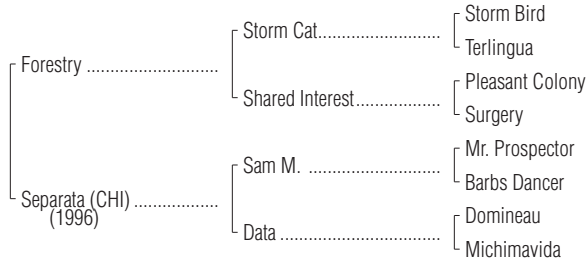 Storm Bird
Storm Cat..................................
Terlingua
Forestry ....................................
Pleasant Colony
Shared Interest.......................
Surgery
Mr. Prospector
Sam M. ....................................
Barbs Dancer
Separata (CHI) .......................
(1996)
Domineau
Data ..........................................
Michimavida